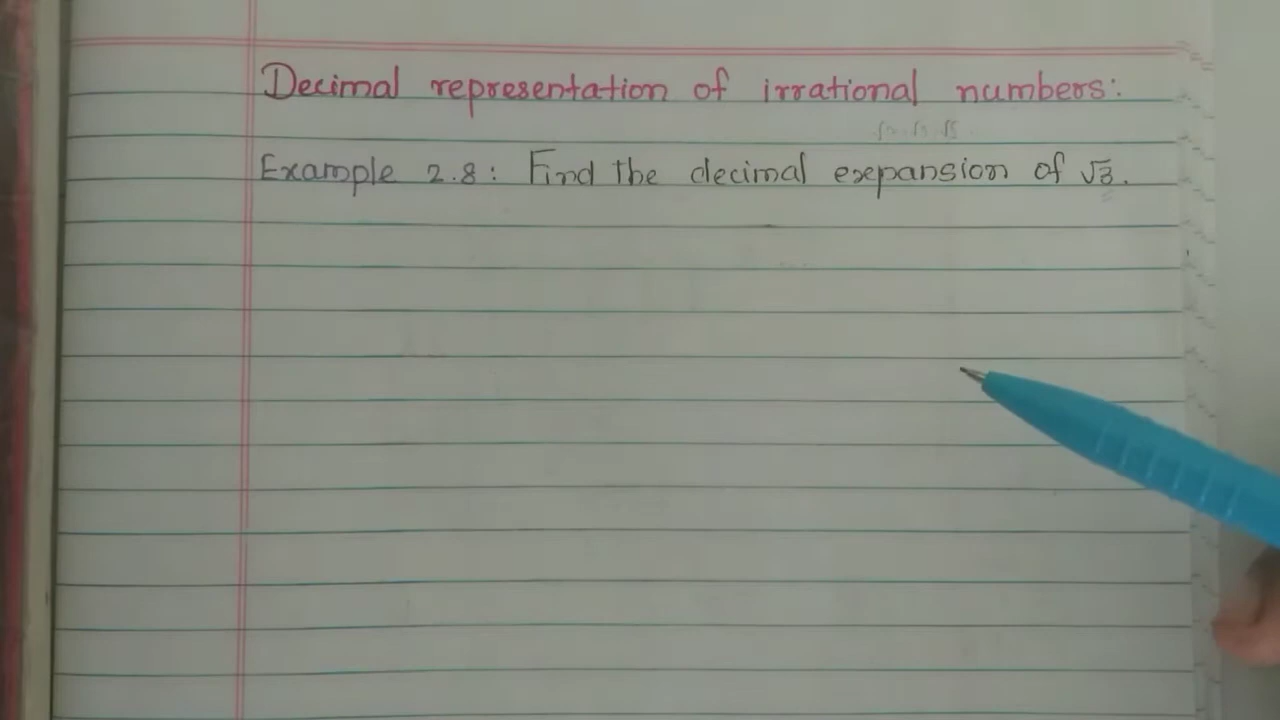 Decimal representation of irrational numbers:
Example 2.8: Find the decimal expansion of √3.